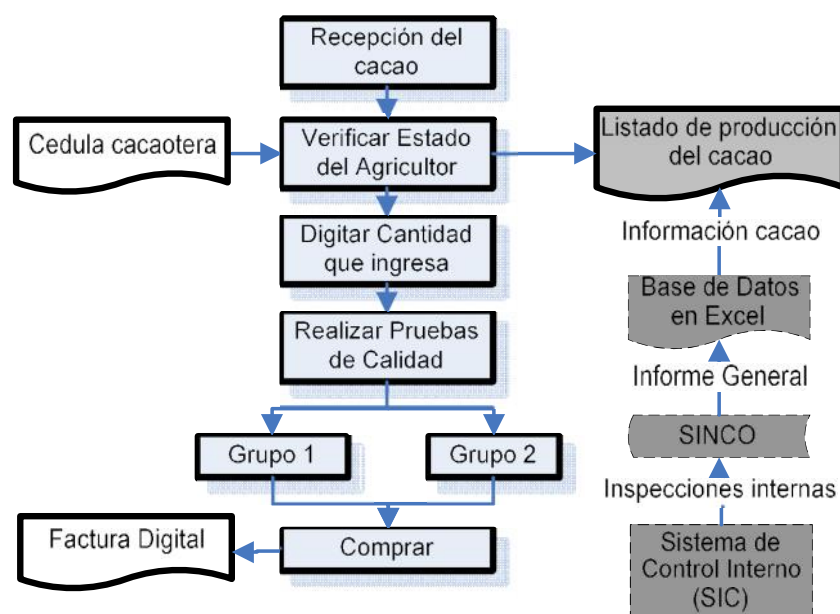 Recepción del
cacao
Cedula cacaotera
Verificar Estado
del Agricultor
Listado de producción
del cacao
Digitar Cantidad
que ingresa
Información cacao
Realizar Pruebas
de Calidad
Base de Datos
en Excel
Informe General
Grupo 1
Grupo 2
SINCO
Inspecciones internas
Factura Digital
Comprar
Sistema de
Control Interno
(SIC)